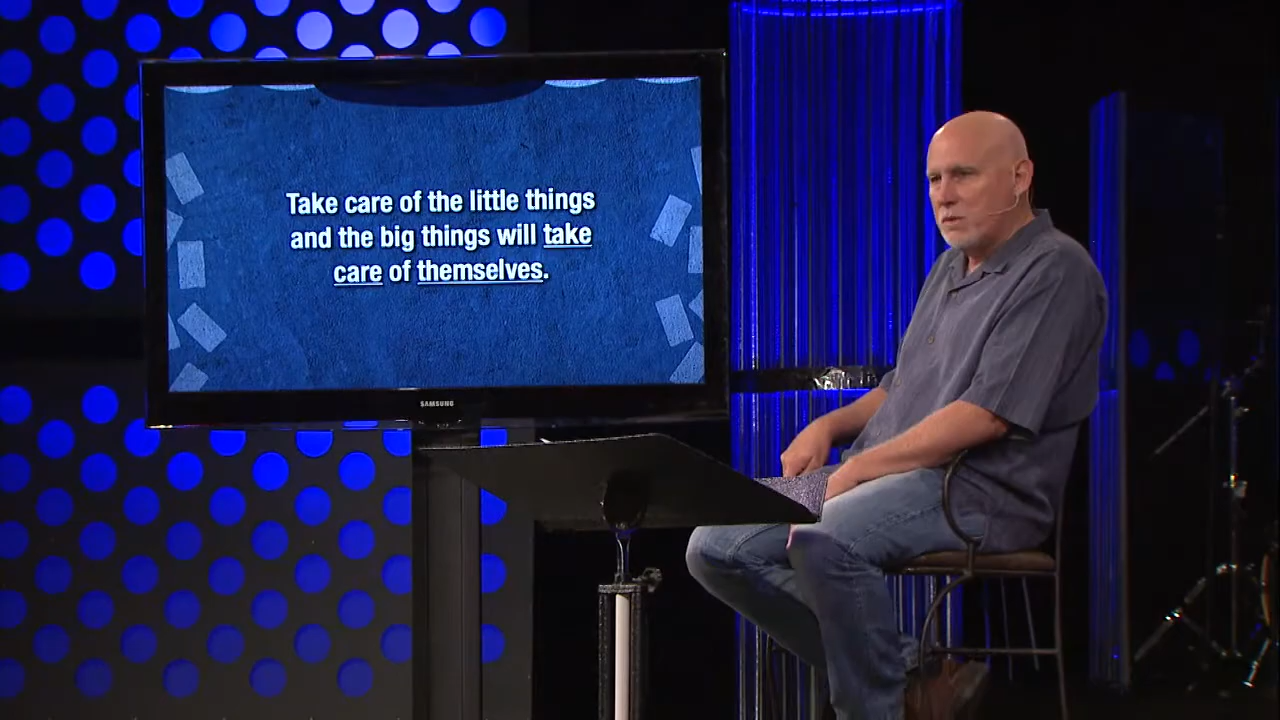 Take care of the little things
and the big things will take
care of themselves.
SAMSUNG